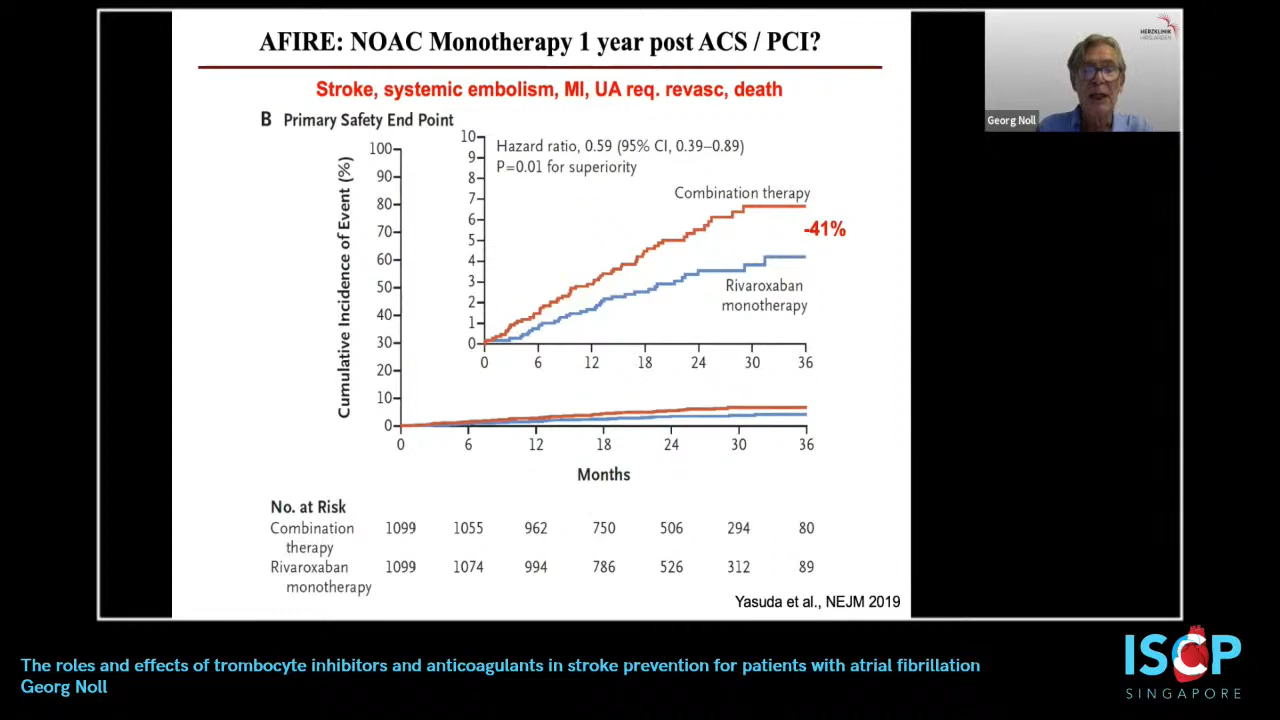 AFIRE: NOAC Monotherapy 1 year post ACS / PCI?
Stroke, systemic embolism, MI, UA req. revasc, death
B Primary Safety End Point
Cumulative Incidence of Event (%)
100
90
80
70
60
50
40
30
20
10
0
10
9
8
7
6
5
4
3
2
1
0
Hazard ratio, 0.59 (95% CI, 0.39–0.89)
P=0.01 for superiority
Combination therapy
-41%
Rivaroxaban
monotherapy
0 6 12 18 24 30 36
0 6 12 18 24 30 36
Months
No. at Risk
Combination therapy 1099 1055 962 750 506 294 80
Rivaroxaban monotherapy 1099 1074 994 786 526 312 89
Yasuda et al., NEJM 2019
HERZKLINIK
HIRSLANDEN
Georg Noll
The roles and effects of trombocyte inhibitors and anticoagulants in stroke prevention for patients with atrial fibrillation
Georg Noll
ISCP
SINGAPORE